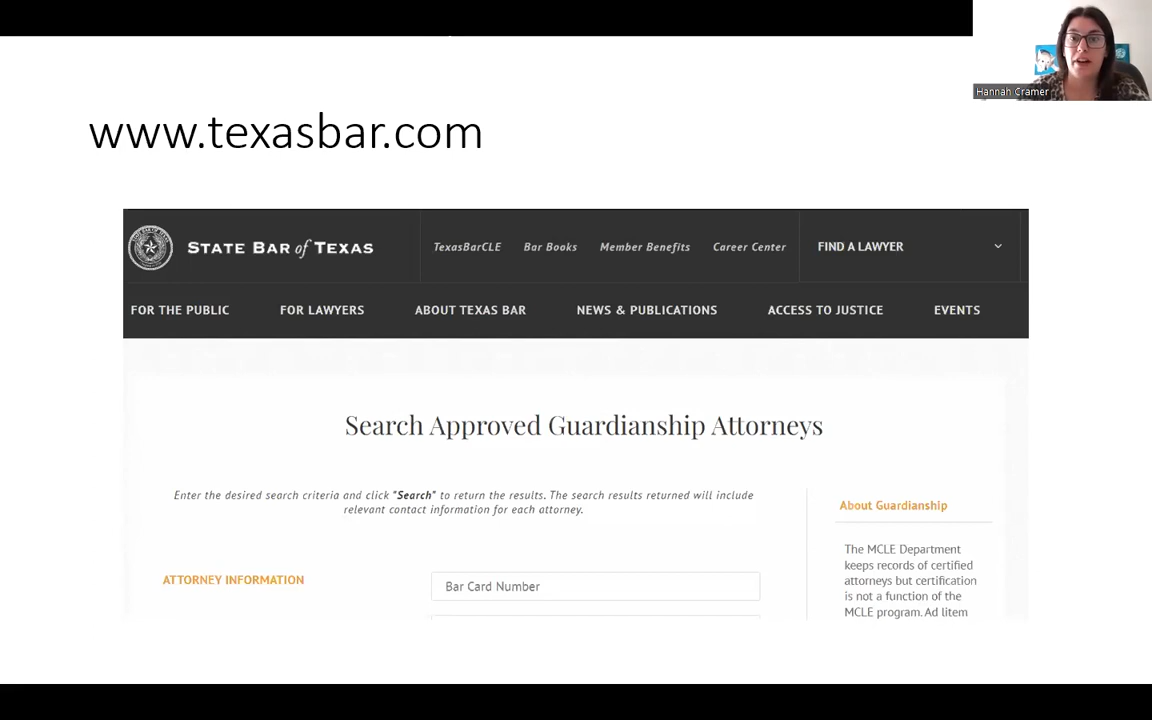 Hannah Cramer
www.texasbar.com
STATE BAR of TEXAS
TexasBarCLE Bar Books Member Benefits Career Center FIND A LAWYER
FOR THE PUBLIC FOR LAWYERS ABOUT TEXAS BAR NEWS & PUBLICATIONS ACCESS TO JUSTICE EVENTS
Search Approved Guardianship Attorneys
Enter the desired search criteria and click "Search" to return the results. The search results returned will include
relevant contact information for each attorney.
ATTORNEY INFORMATION
Bar Card Number
About Guardianship
The MCLE Department
keeps records of certified
attorneys but certification
is not a function of the
MCLE program. Ad litem